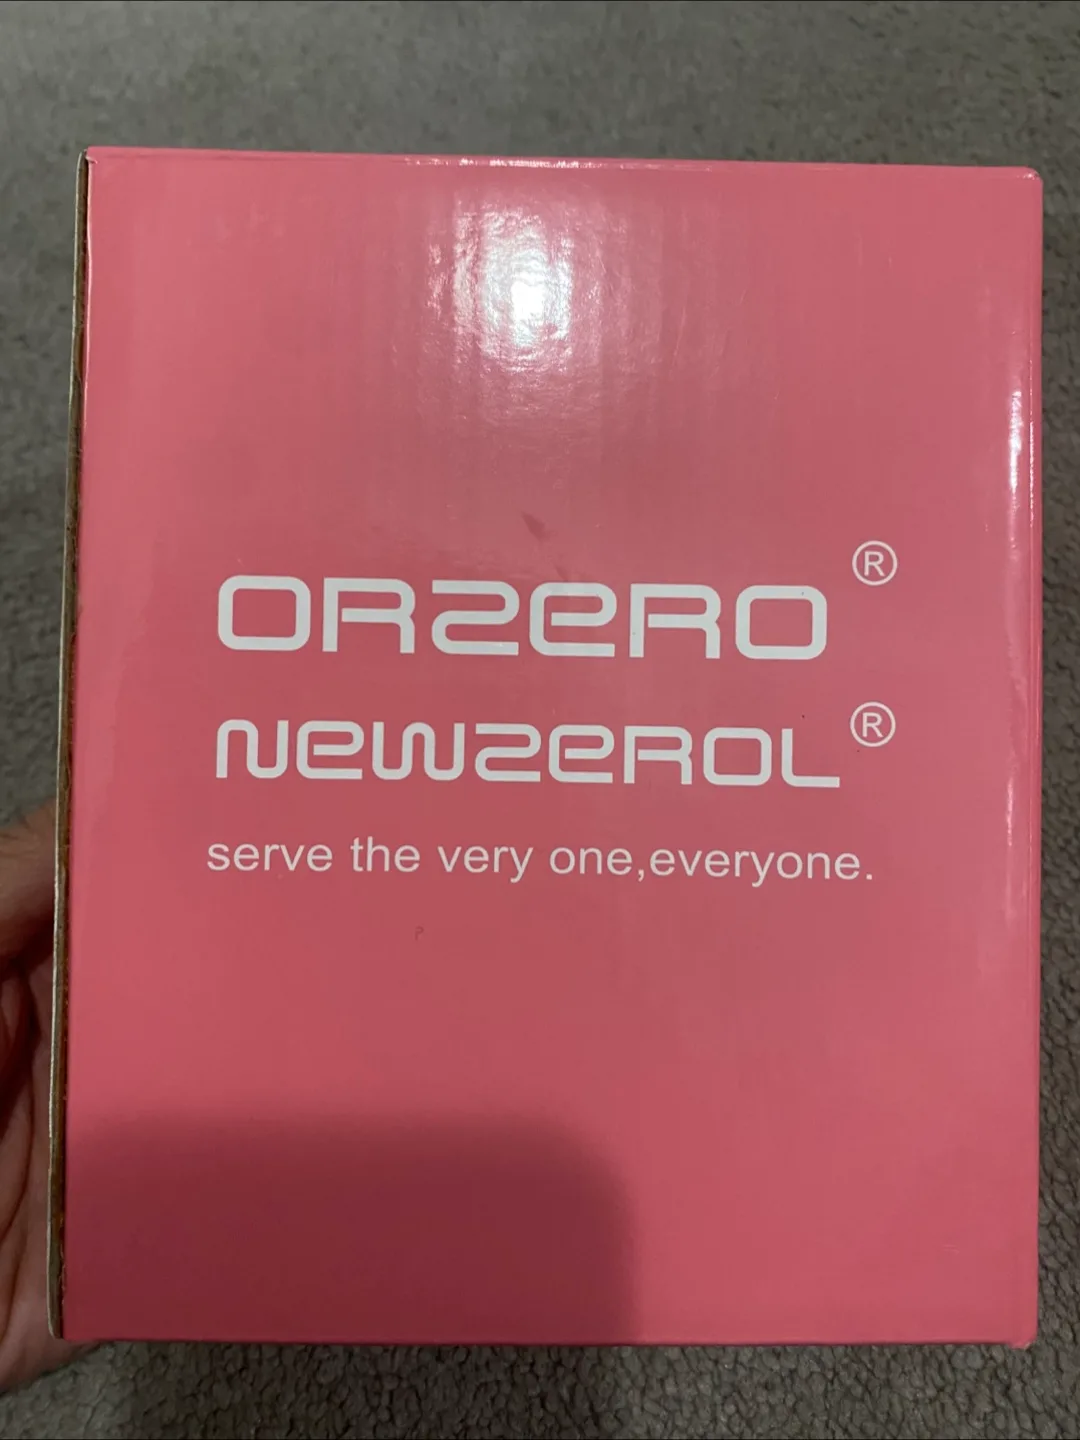 ORZERO ®
NEWZEROL ®
serve the very one,everyone.